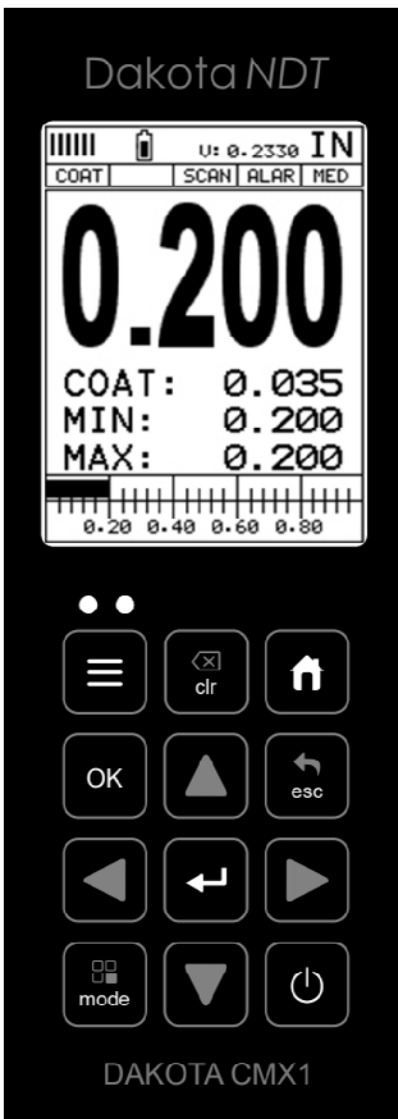 Dakota NDT
V: 0.2330 IN
COAT SCAN ALAR MED
0.200
COAT: 0.035
MIN: 0.200
MAX: 0.200
0.20 0.40 0.60 0.80
clr
OK
esc
mode
DAKOTA CMX1